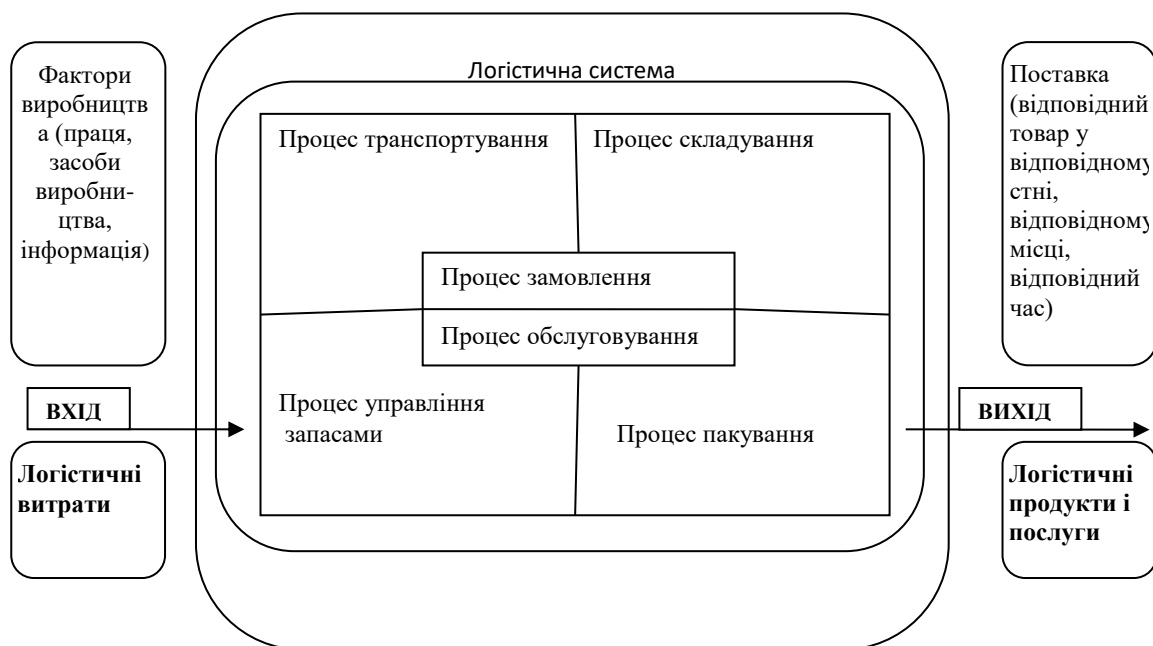 Логістична система
Фактори
виробництв
а (праця,
засоби
виробни-
цтва,
інформація)
Процес транспортування
Процес складування
Процес замовлення
Процес обслуговування
Процес управління
запасами
Процес пакування
Поставка
(відповідний
товар у
відповідному
стні,
відповідному
місці,
відповідний
час)
ВХІД
ВИХІД
Логістичні
витрати
Логістичні
продукти і
послуги